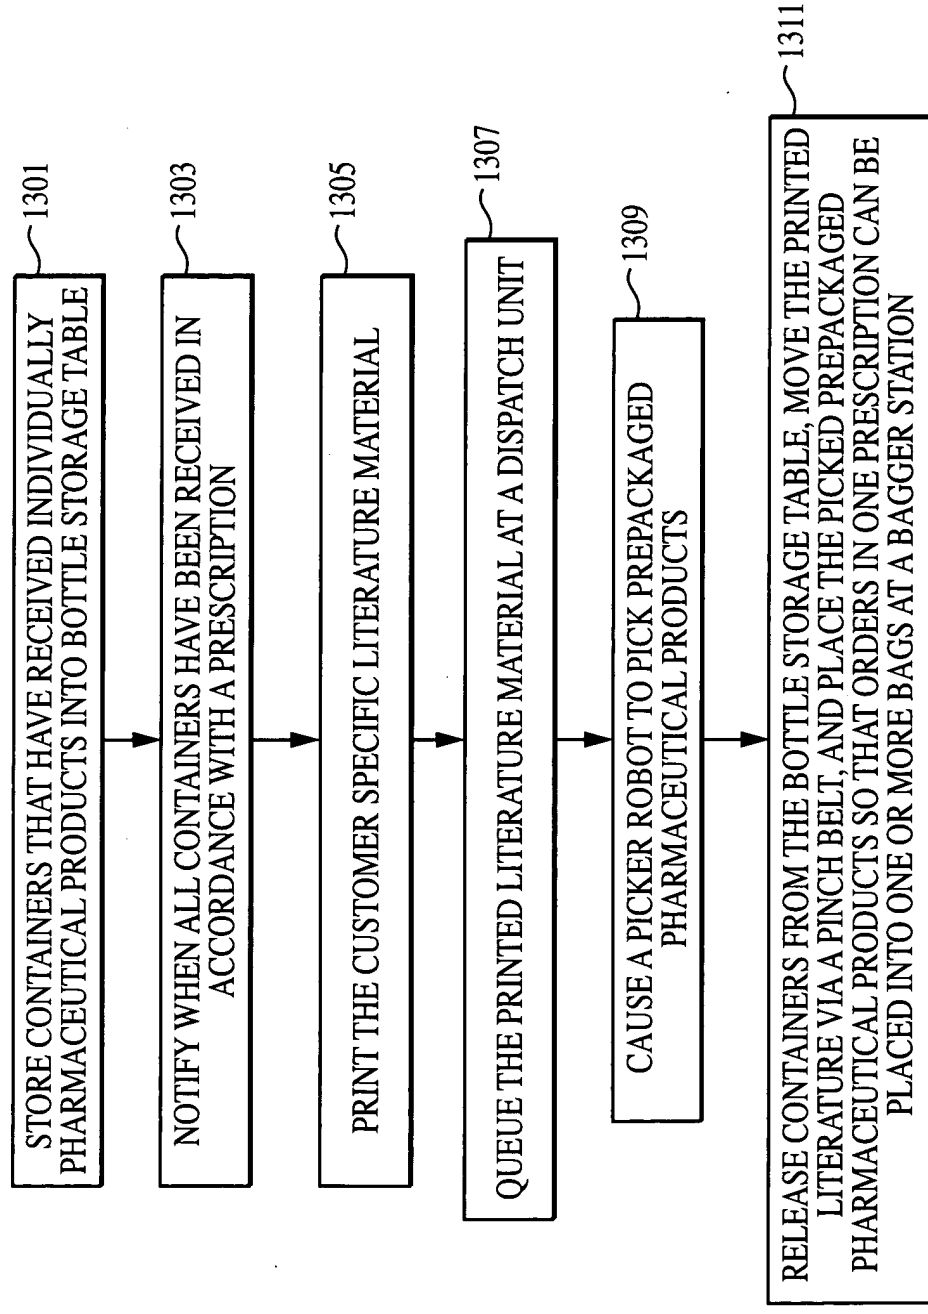 1301
STORE CONTAINERS THAT HAVE RECEIVED INDIVIDUALLY
PHARMACEUTICAL PRODUCTS INTO BOTTLE STORAGE TABLE
1303
NOTIFY WHEN ALL CONTAINERS HAVE BEEN RECEIVED IN
ACCORDANCE WITH A PRESCRIPTION
1305
PRINT THE CUSTOMER SPECIFIC LITERATURE MATERIAL
1307
QUEUE THE PRINTED LITERATURE MATERIAL AT A DISPATCH UNIT
1309
CAUSE A PICKER ROBOT TO PICK PREPACKAGED
PHARMACEUTICAL PRODUCTS
1311
RELEASE CONTAINERS FROM THE BOTTLE STORAGE TABLE, MOVE THE PRINTED
LITERATURE VIA A PINCH BELT, AND PLACE THE PICKED PREPACKAGED
PHARMACEUTICAL PRODUCTS SO THAT ORDERS IN ONE PRESCRIPTION CAN BE
PLACED INTO ONE OR MORE BAGS AT A BAGGER STATION